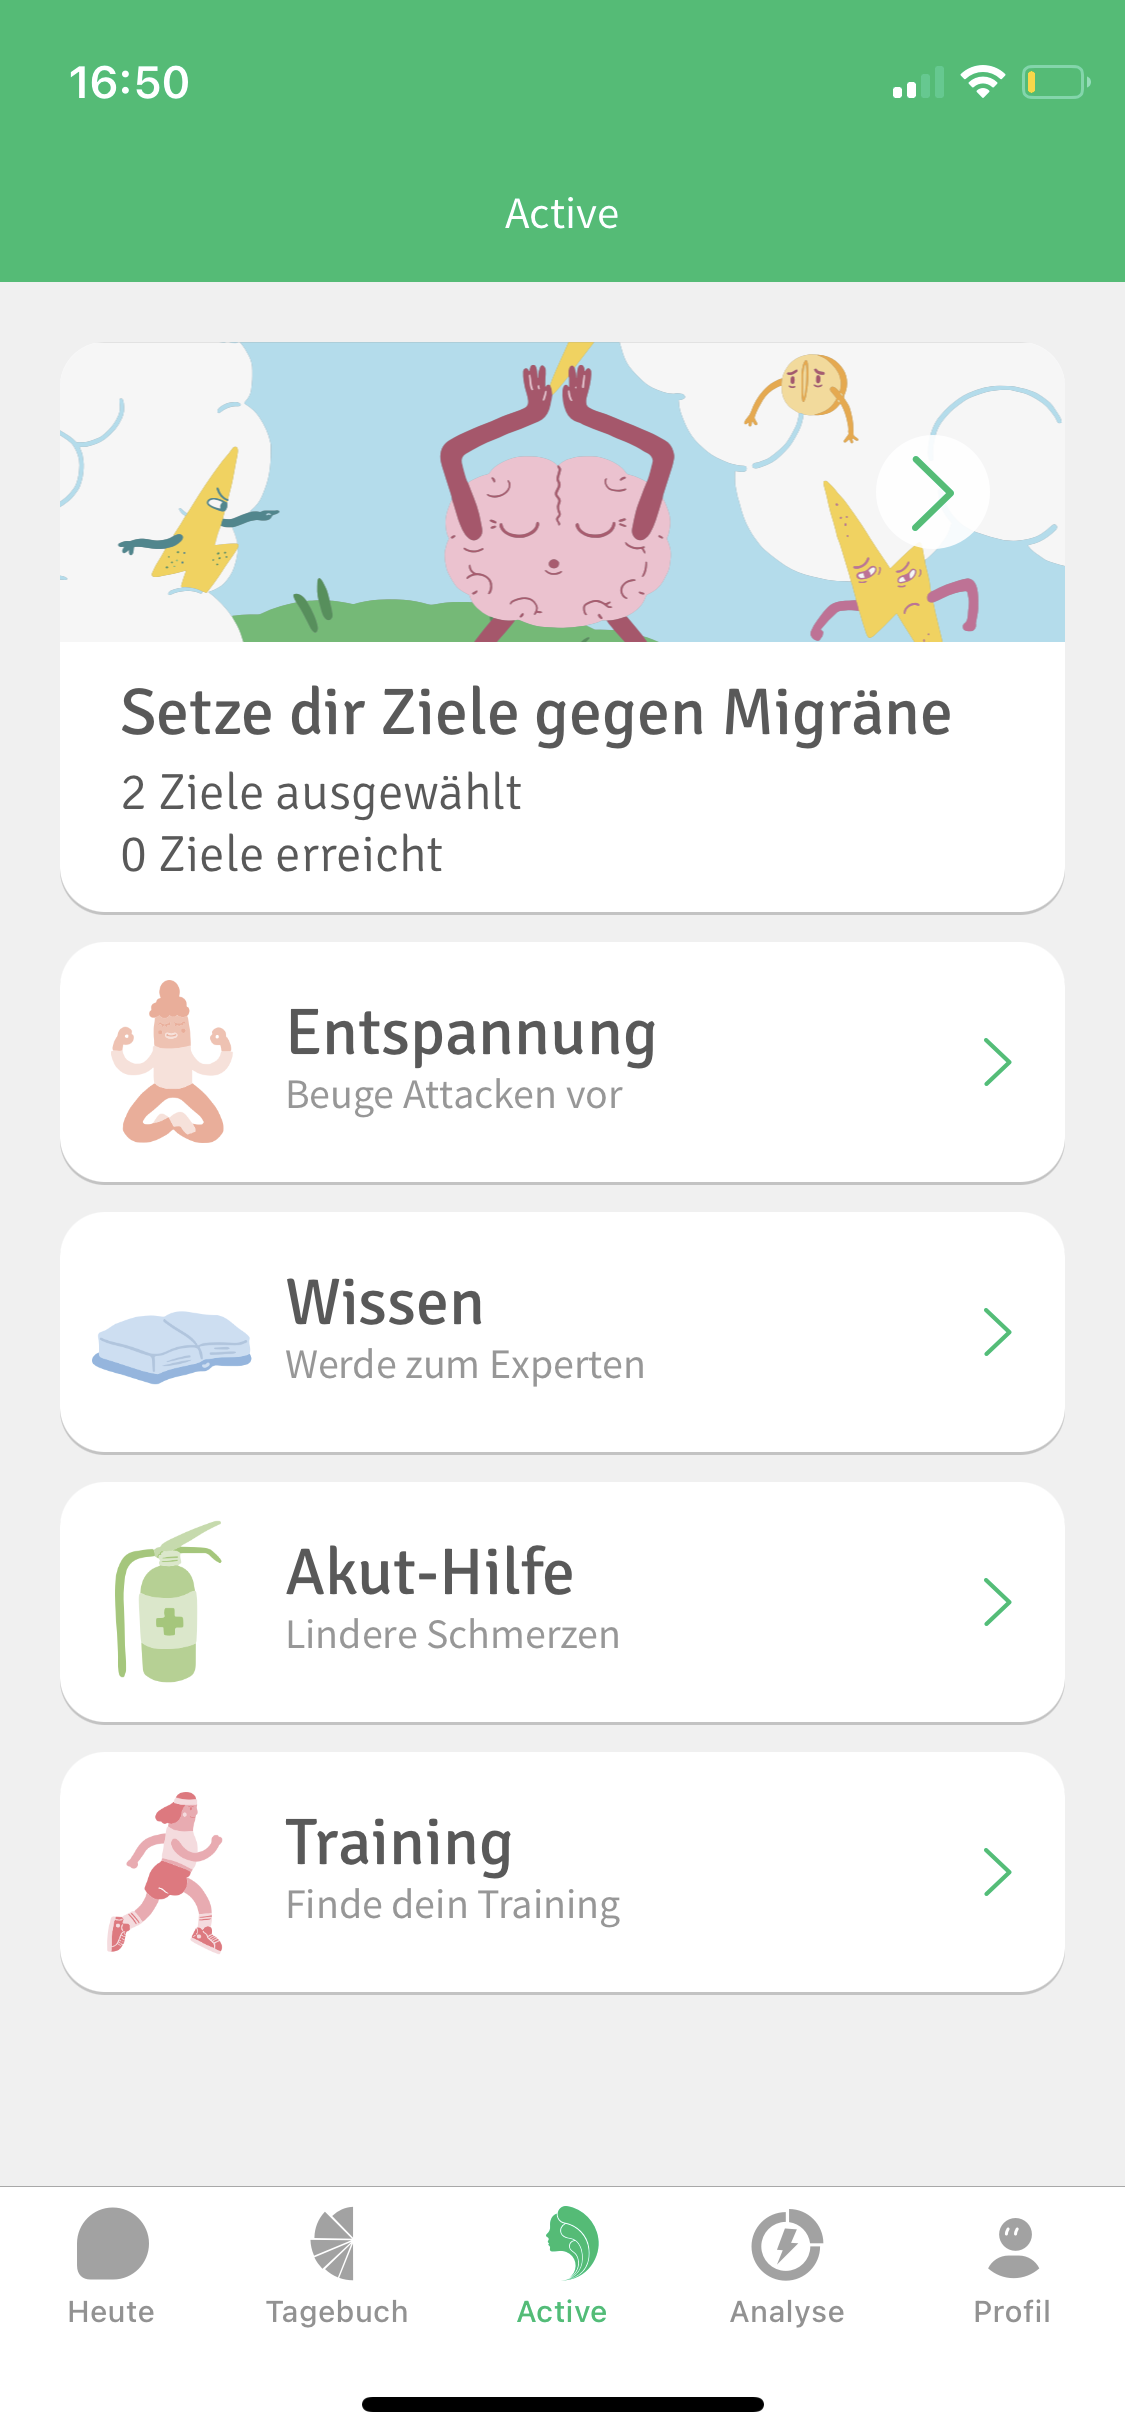 16:50
Active
Setze dir Ziele gegen Migräne
2 Ziele ausgewählt
0 Ziele erreicht
Entspannung
Beuge Attacken vor
Wissen
Werde zum Experten
Akut-Hilfe
Lindere Schmerzen
Training
Finde dein Training
Heute
Tagebuch
Active
Analyse
Profil